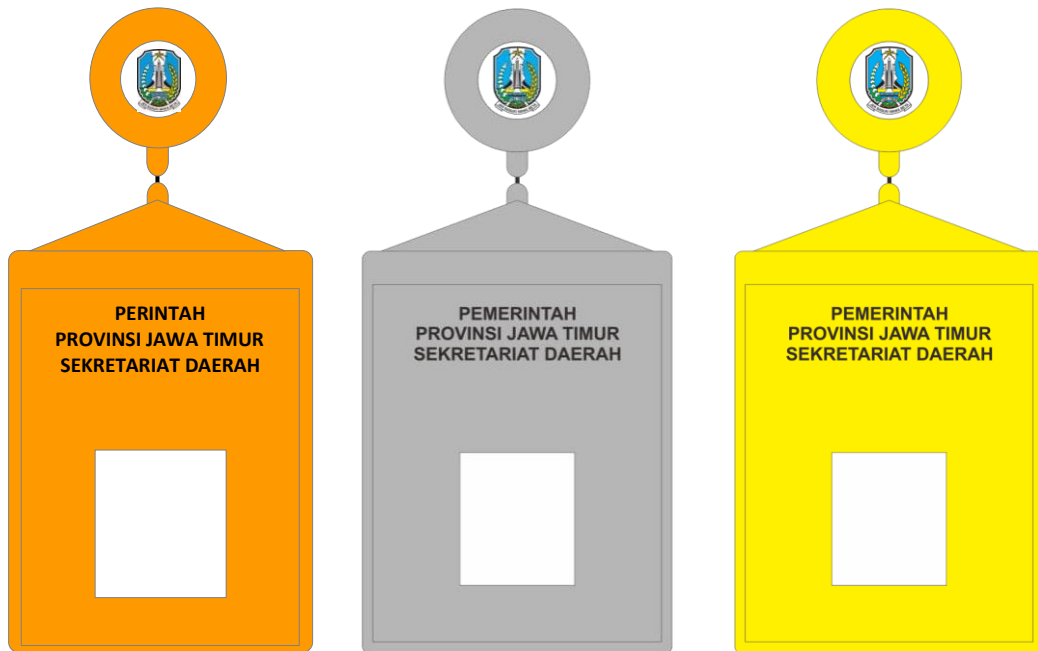 PERINTAH
PROVINSI JAWA TIMUR
SEKRETARIAT DAERAH
PEMERINTAH
PROVINSI JAWA TIMUR
SEKRETARIAT DAERAH
PEMERINTAH
PROVINSI JAWA TIMUR
SEKRETARIAT DAERAH